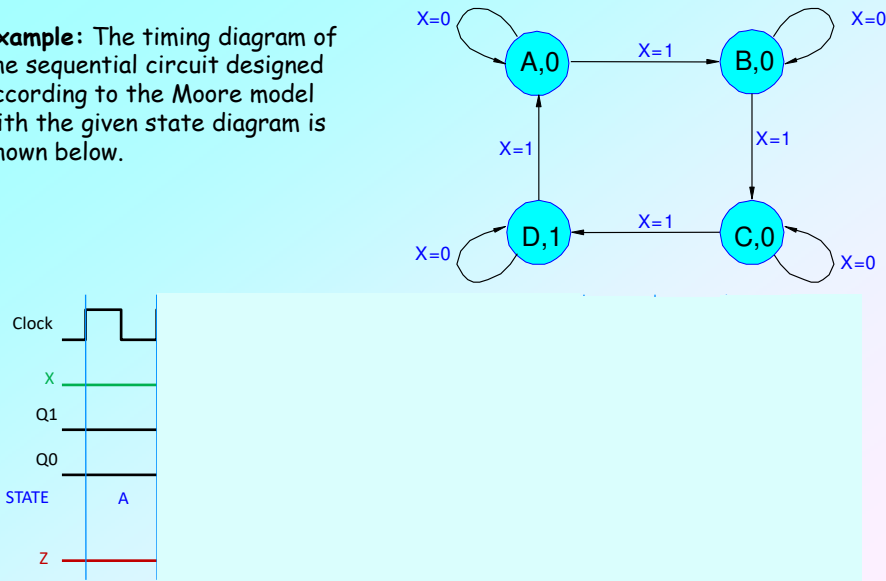 xample: The timing diagram of
he sequential circuit designed
ccording to the Moore model
ith the given state diagram is
hown below.
X=0
X=0
A,0
X=1
B,0
X=1
X=1
D,1
X=1
C,0
X=0
X=0
Clock
X
Q1
Q0
STATE A
Z